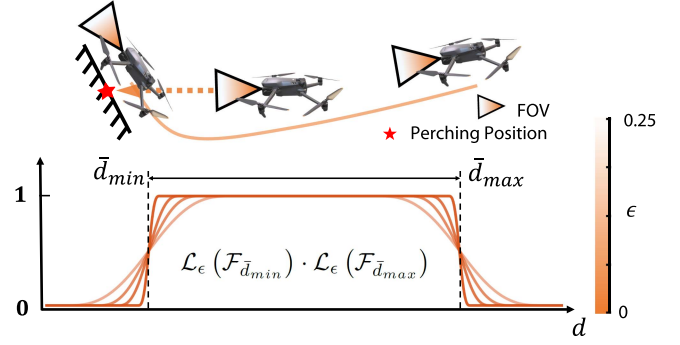 FOV
Perching Position
0.25
ϵ
0
d̄_min
d̄_max
1
ℒ_ϵ (ℱ_{d̄_min}) · ℒ_ϵ (ℱ_{d̄_max})
0
d